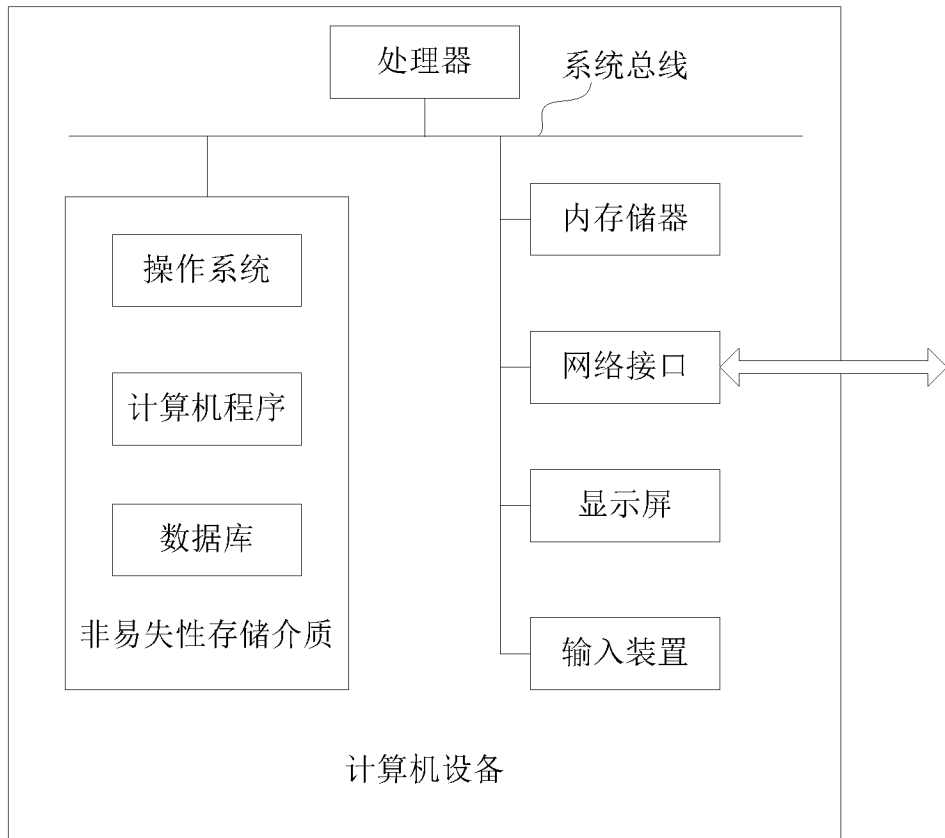 处理器
系统总线
内存储器
操作系统
网络接口
计算机程序
显示屏
数据库
非易失性存储介质
输入装置
计算机设备